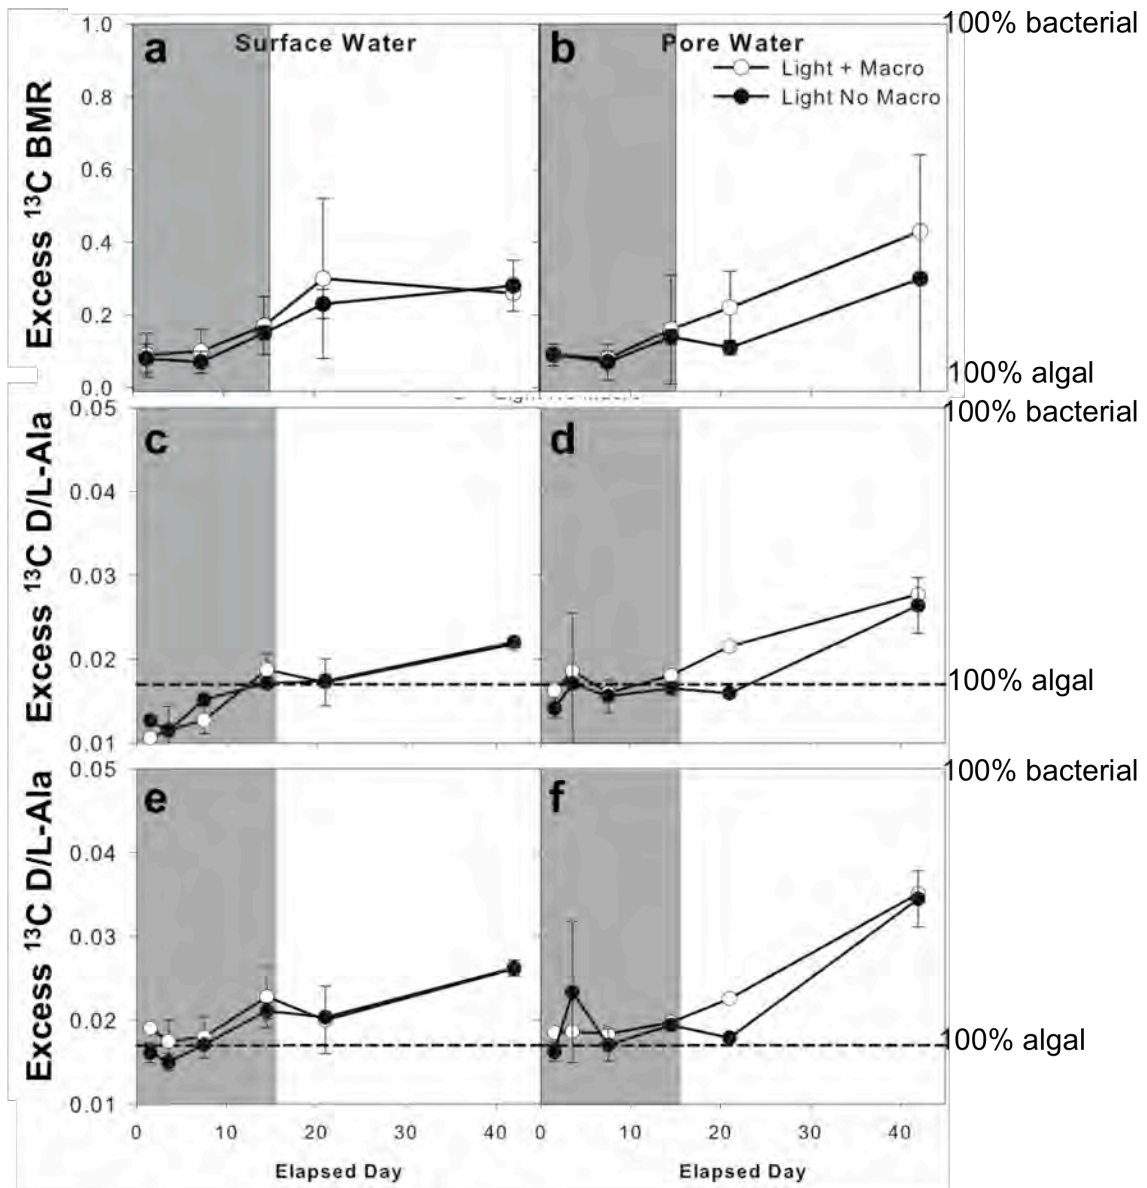 1.0
a
Surface Water
b
Pore Water
100% bacterial
Light + Macro
Light No Macro
0.8
0.6
0.4
0.2
0.0
Excess ¹³C BMR
100% algal
0.05
c
d
100% bacterial
0.04
0.03
0.02
0.01
Excess ¹³C D/L-Ala
100% algal
0.05
e
f
100% bacterial
0.04
0.03
0.02
0.01
Excess ¹³C D/L-Ala
100% algal
0 10 20 30 40 0 10 20 30 40
Elapsed Day Elapsed Day